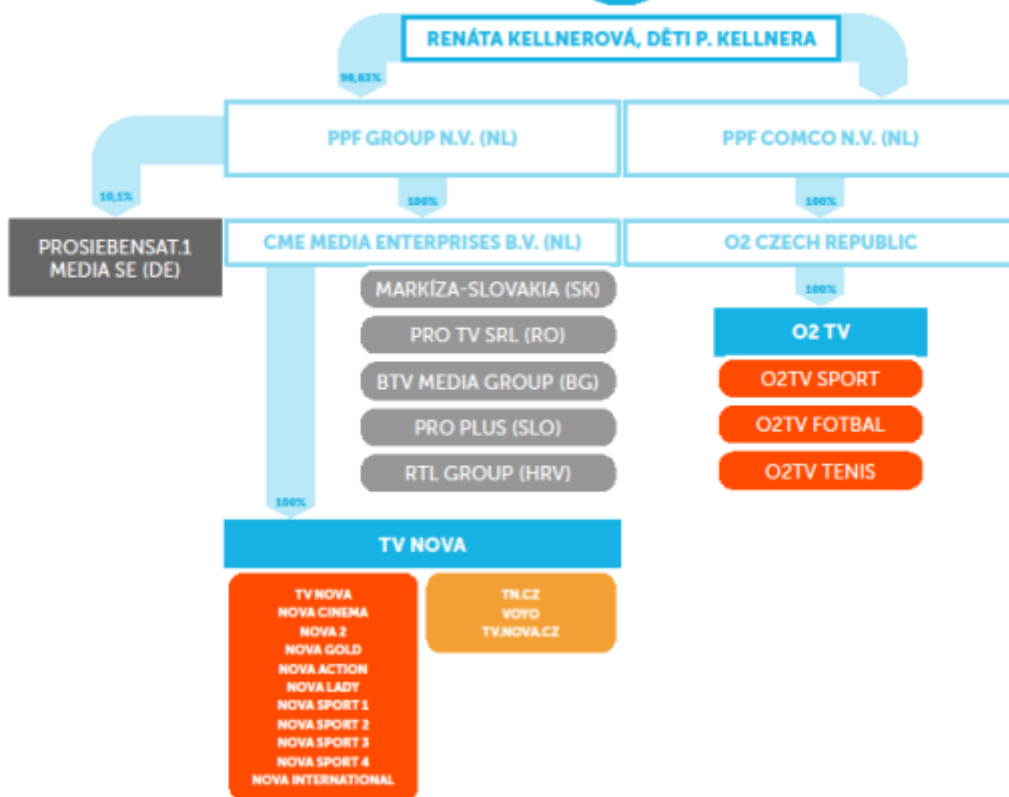 RENÁTA KELLNEROVÁ, DĚTI P. KELLNERA
98,83%
PPF GROUP N.V. (NL)
PPF COMCO N.V. (NL)
10,1%
100%
100%
PROSIEBENSAT.1
MEDIA SE (DE)
CME MEDIA ENTERPRISES B.V. (NL)
O2 CZECH REPUBLIC
MARKÍZA-SLOVAKIA (SK)
100%
PRO TV SRL (RO)
O2 TV
BTV MEDIA GROUP (BG)
O2TV SPORT
PRO PLUS (SLO)
O2TV FOTBAL
RTL GROUP (HRV)
O2TV TENIS
100%
TV NOVA
TV NOVA
NOVA CINEMA
NOVA 2
NOVA GOLD
NOVA ACTION
NOVA LADY
NOVA SPORT 1
NOVA SPORT 2
NOVA SPORT 3
NOVA SPORT 4
NOVA INTERNATIONAL
TN.CZ
VOYO
TV.NOVA.CZ